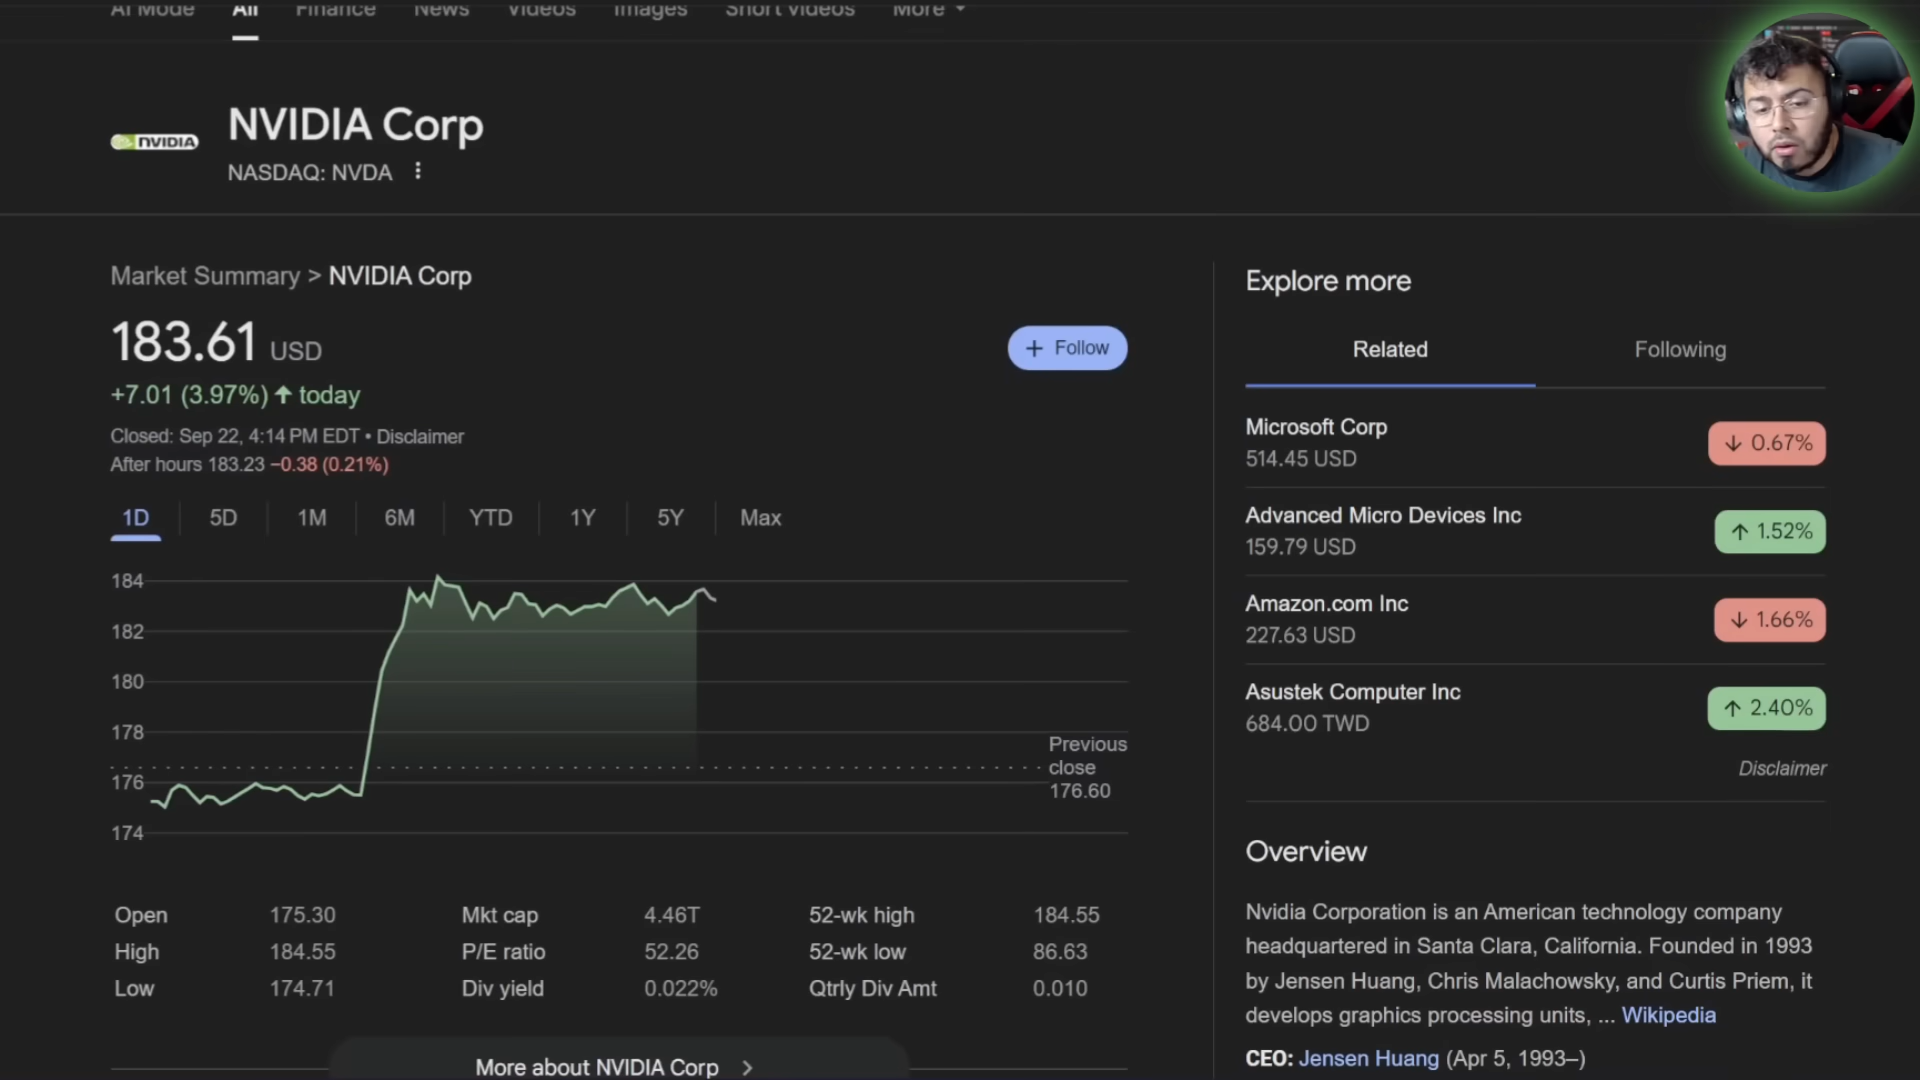 AI Mode All Finance News Videos Images Short videos More
NVIDIA
NVIDIA Corp
NASDAQ: NVDA
Market Summary > NVIDIA Corp
183.61 USD
+ Follow
+7.01 (3.97%) ↑ today
Closed: Sep 22, 4:14 PM EDT • Disclaimer
After hours 183.23 −0.38 (0.21%)
1D 5D 1M 6M YTD 1Y 5Y Max
184
182
180
178
176
174
Previous
close
176.60
Open 175.30 Mkt cap 4.46T 52-wk high 184.55
High 184.55 P/E ratio 52.26 52-wk low 86.63
Low 174.71 Div yield 0.022% Qtrly Div Amt 0.010
More about NVIDIA Corp >
Explore more
Related Following
Microsoft Corp
514.45 USD
↓ 0.67%
Advanced Micro Devices Inc
159.79 USD
↑ 1.52%
Amazon.com Inc
227.63 USD
↓ 1.66%
Asustek Computer Inc
684.00 TWD
↑ 2.40%
Disclaimer
Overview
Nvidia Corporation is an American technology company
headquartered in Santa Clara, California. Founded in 1993
by Jensen Huang, Chris Malachowsky, and Curtis Priem, it
develops graphics processing units, ... Wikipedia
CEO: Jensen Huang (Apr 5, 1993–)